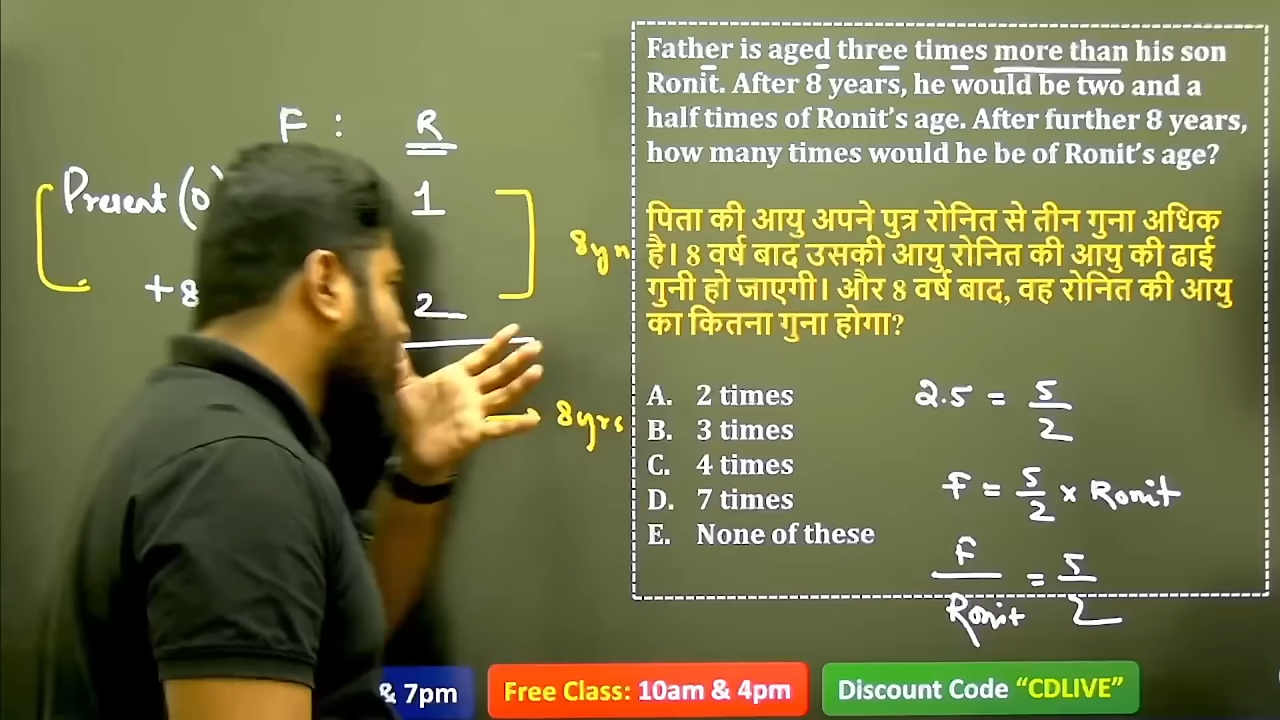 Father is aged three times more than his son
Ronit. After 8 years, he would be two and a
half times of Ronit's age. After further 8 years,
how many times would he be of Ronit's age?
पिता की आयु अपने पुत्र रोनित से तीन गुना अधिक
है। 8 वर्ष बाद उसकी आयु रोनित की आयु की ढाई
गुनी हो जाएगी। और 8 वर्ष बाद, वह रोनित की आयु
का कितना गुना होगा?
A. 2 times
B. 3 times
C. 4 times
D. 7 times
E. None of these
2.5 = 5/2
F = 5/2 × Ronit
F/Ronit = 5/2
F : R
Present (0) 1
8yr
+8 2
8yrs
& 7pm
Free Class: 10am & 4pm
Discount Code "CDLIVE"